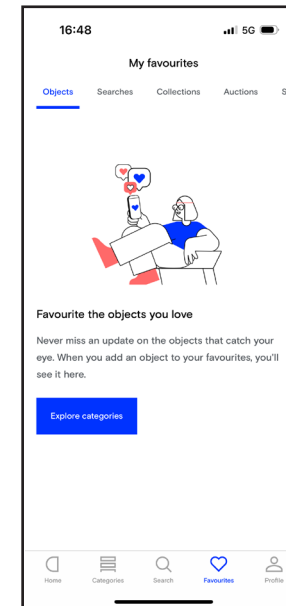 16:48
5G
My favourites
Objects Searches Collections Auctions S
Favourite the objects you love
Never miss an update on the objects that catch your
eye. When you add an object to your favourites, you'll
see it here.
Explore categories
Home Categories Search Favourites Profile